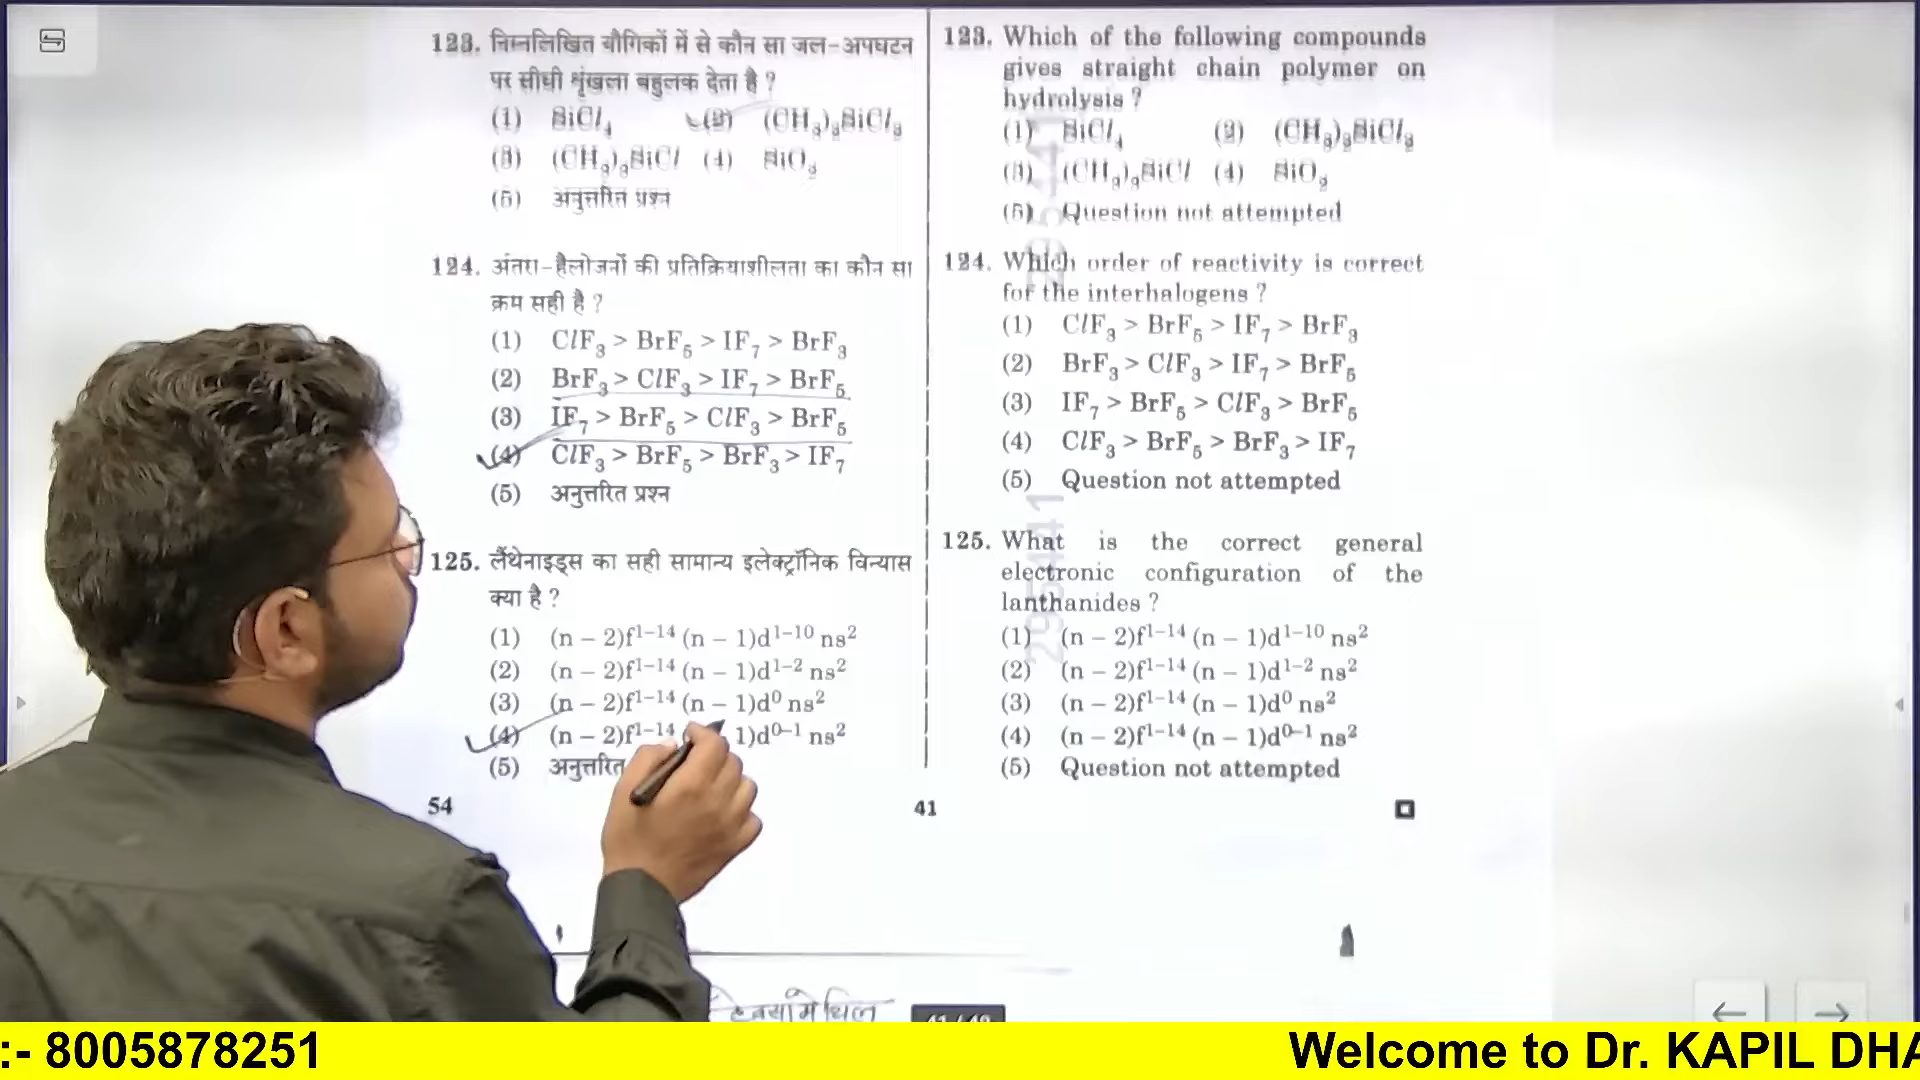 123. निम्नलिखित यौगिकों में से कौन सा जल-अपघटन
पर सीधी शृंखला बहुलक देता है ?
(1) SiCl₄ (2) (CH₃)₂SiCl₂
(3) (CH₃)₃SiCl (4) SiO₂
(5) अनुत्तरित प्रश्न
124. अंतरा-हैलोजनों की प्रतिक्रियाशीलता का कौन सा
क्रम सही है ?
(1) ClF₃ > BrF₅ > IF₇ > BrF₃
(2) BrF₃ > ClF₃ > IF₇ > BrF₅
(3) IF₇ > BrF₅ > ClF₃ > BrF₅
(4) ClF₃ > BrF₅ > BrF₃ > IF₇
(5) अनुत्तरित प्रश्न
125. लैंथेनाइड्स का सही सामान्य इलेक्ट्रॉनिक विन्यास
क्या है ?
(1) (n – 2)f¹⁻¹⁴ (n – 1)d¹⁻¹⁰ ns²
(2) (n – 2)f¹⁻¹⁴ (n – 1)d¹⁻² ns²
(3) (n – 2)f¹⁻¹⁴ (n – 1)d⁰ ns²
(4) (n – 2)f¹⁻¹⁴ ( 1)d⁰⁻¹ ns²
(5) अनुत्तरित
54
123. Which of the following compounds
gives straight chain polymer on
hydrolysis ?
(1) SiCl₄ (2) (CH₃)₂SiCl₂
(3) (CH₃)₃SiCl (4) SiO₂
(5) Question not attempted
124. Which order of reactivity is correct
for the interhalogens ?
(1) ClF₃ > BrF₅ > IF₇ > BrF₃
(2) BrF₃ > ClF₃ > IF₇ > BrF₅
(3) IF₇ > BrF₅ > ClF₃ > BrF₅
(4) ClF₃ > BrF₅ > BrF₃ > IF₇
(5) Question not attempted
125. What is the correct general
electronic configuration of the
lanthanides ?
(1) (n – 2)f¹⁻¹⁴ (n – 1)d¹⁻¹⁰ ns²
(2) (n – 2)f¹⁻¹⁴ (n – 1)d¹⁻² ns²
(3) (n – 2)f¹⁻¹⁴ (n – 1)d⁰ ns²
(4) (n – 2)f¹⁻¹⁴ (n – 1)d⁰⁻¹ ns²
(5) Question not attempted
41
:- 8005878251 Welcome to Dr. KAPIL DHA